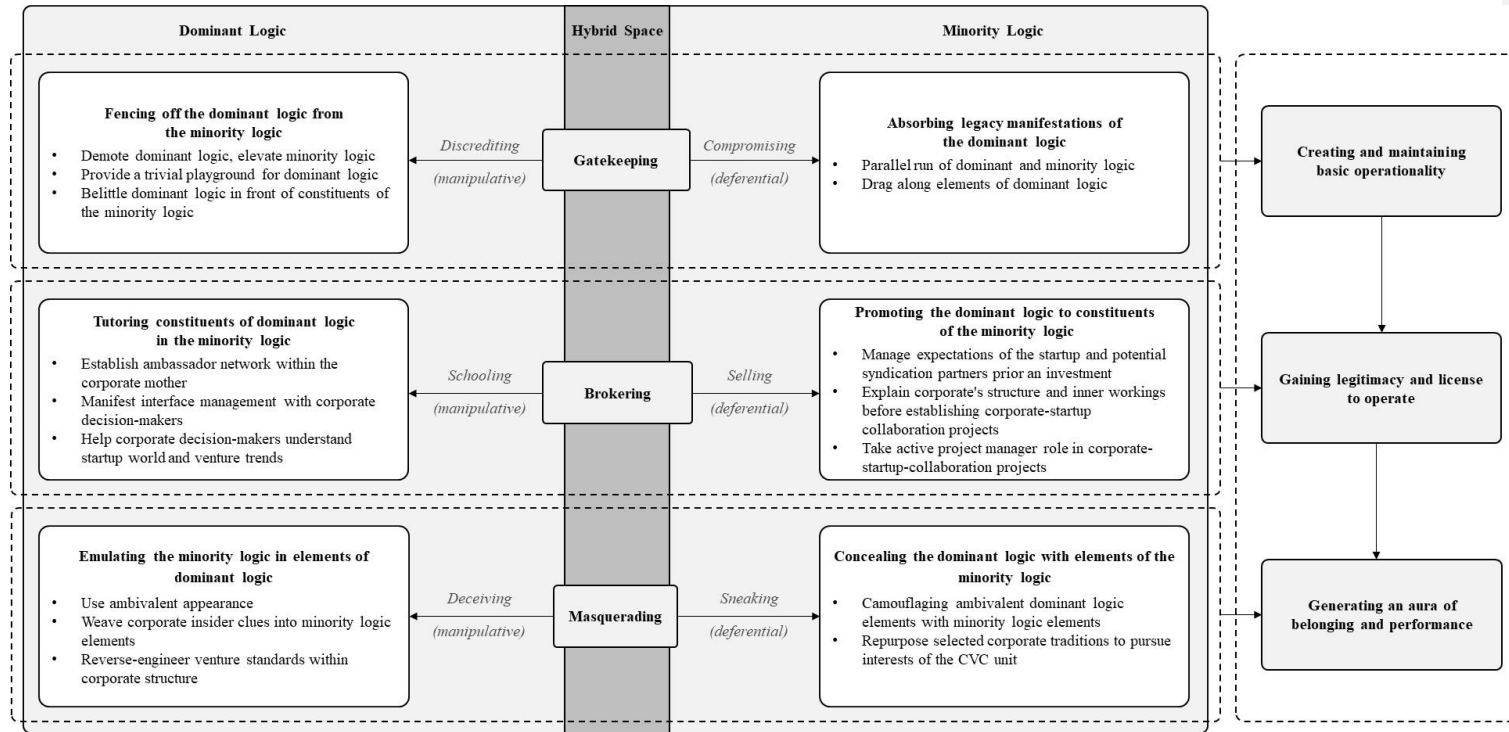 Dominant Logic
Hybrid Space
Minority Logic
Fencing off the dominant logic from
the minority logic
• Demote dominant logic, elevate minority logic
• Provide a trivial playground for dominant logic
• Belittle dominant logic in front of constituents of
the minority logic
Discrediting
(manipulative)
Gatekeeping
Compromising
(deferential)
Absorbing legacy manifestations of
the dominant logic
• Parallel run of dominant and minority logic
• Drag along elements of dominant logic
Creating and maintaining
basic operationality
Tutoring constituents of dominant logic
in the minority logic
• Establish ambassador network within the
corporate mother
• Manifest interface management with corporate
decision-makers
• Help corporate decision-makers understand
startup world and venture trends
Schooling
(manipulative)
Brokering
Selling
(deferential)
Promoting the dominant logic to constituents
of the minority logic
• Manage expectations of the startup and potential
syndication partners prior an investment
• Explain corporate's structure and inner workings
before establishing corporate-startup
collaboration projects
• Take active project manager role in corporate-
startup-collaboration projects
Gaining legitimacy and license
to operate
Emulating the minority logic in elements of
dominant logic
• Use ambivalent appearance
• Weave corporate insider clues into minority logic
elements
• Reverse-engineer venture standards within
corporate structure
Deceiving
(manipulative)
Masquerading
Sneaking
(deferential)
Concealing the dominant logic with elements of the
minority logic
• Camouflaging ambivalent dominant logic
elements with minority logic elements
• Repurpose selected corporate traditions to pursue
interests of the CVC unit
Generating an aura of
belonging and performance